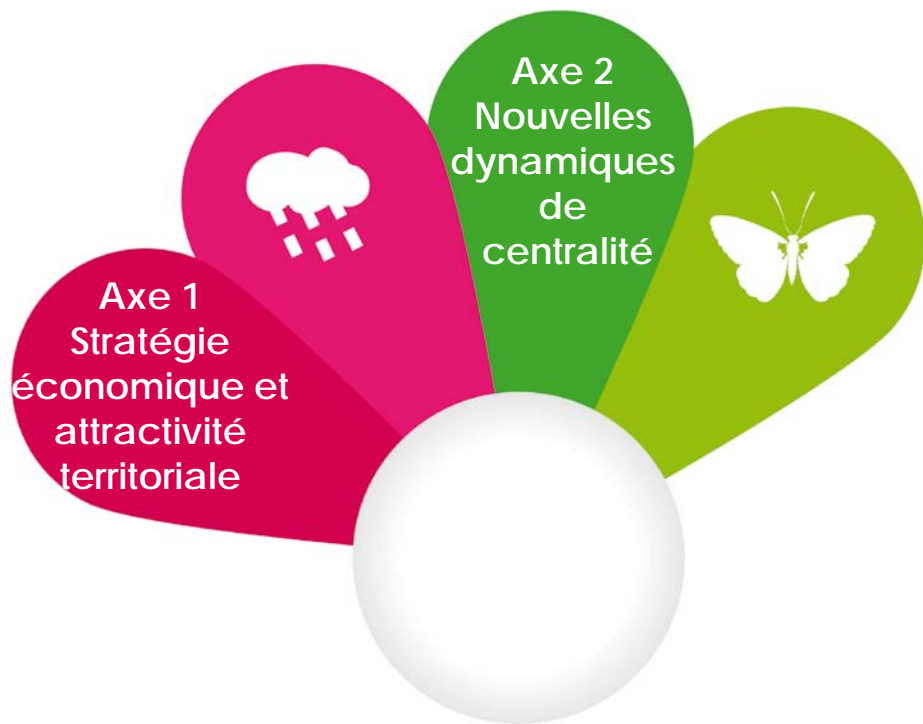 Axe 1
Stratégie
économique et
attractivité
territoriale
Axe 2
Nouvelles
dynamiques
de
centralité